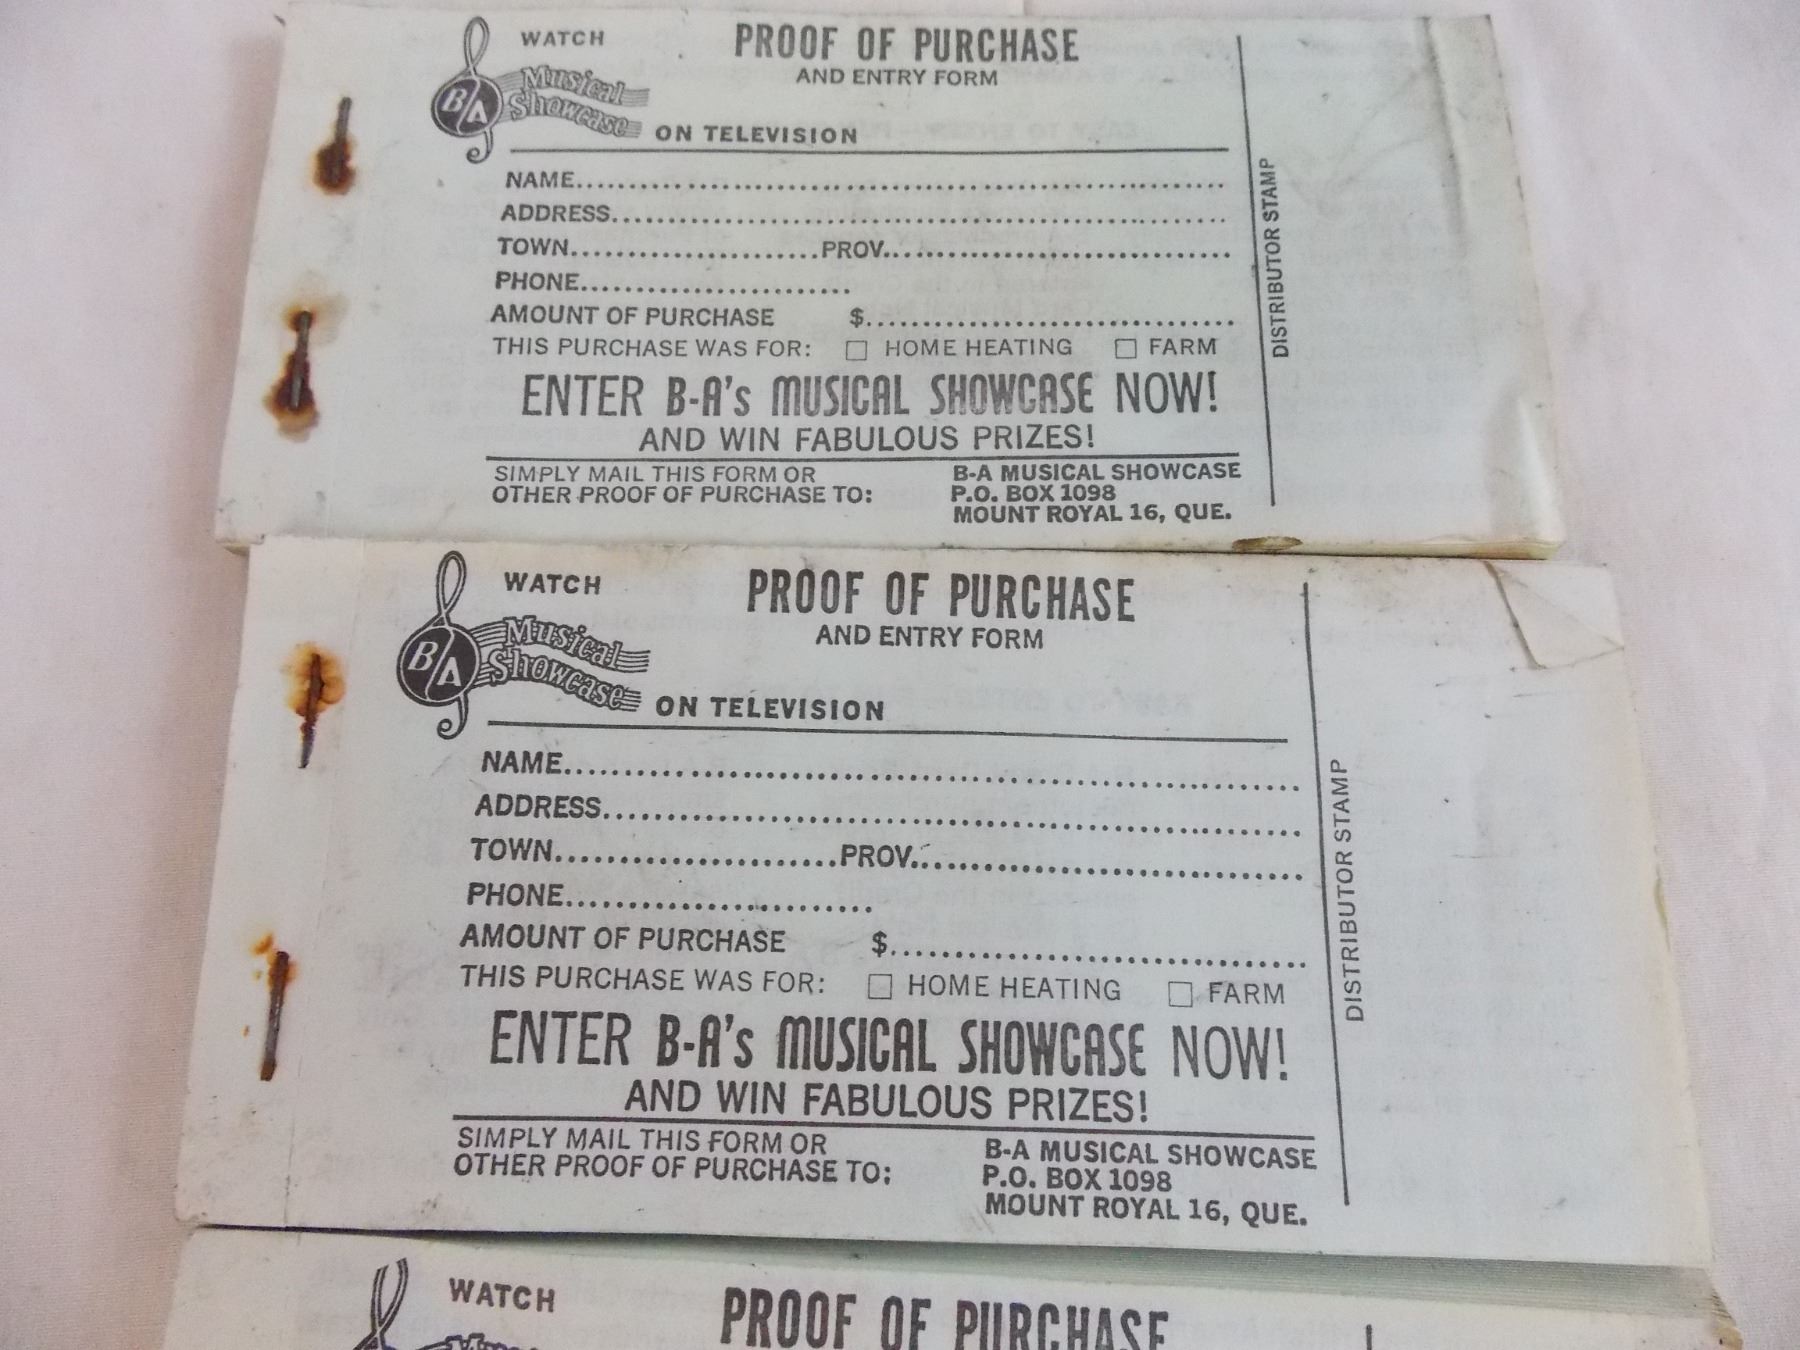 WATCH
PROOF OF PURCHASE
AND ENTRY FORM
B/A
Musical
Showcase
ON TELEVISION
NAME..........
ADDRESS..........
TOWN..........PROV..........
PHONE..........
AMOUNT OF PURCHASE $..........
THIS PURCHASE WAS FOR: □ HOME HEATING □ FARM
ENTER B-A's MUSICAL SHOWCASE NOW!
AND WIN FABULOUS PRIZES!
SIMPLY MAIL THIS FORM OR
OTHER PROOF OF PURCHASE TO:
B-A MUSICAL SHOWCASE
P.O. BOX 1098
MOUNT ROYAL 16, QUE.
DISTRIBUTOR STAMP
WATCH
PROOF OF PURCHASE
AND ENTRY FORM
B/A
Musical
Showcase
ON TELEVISION
NAME..........
ADDRESS..........
TOWN..........PROV..........
PHONE..........
AMOUNT OF PURCHASE $..........
THIS PURCHASE WAS FOR: □ HOME HEATING □ FARM
ENTER B-A's MUSICAL SHOWCASE NOW!
AND WIN FABULOUS PRIZES!
SIMPLY MAIL THIS FORM OR
OTHER PROOF OF PURCHASE TO:
B-A MUSICAL SHOWCASE
P.O. BOX 1098
MOUNT ROYAL 16, QUE.
DISTRIBUTOR STAMP
WATCH
PROOF OF PURCHASE